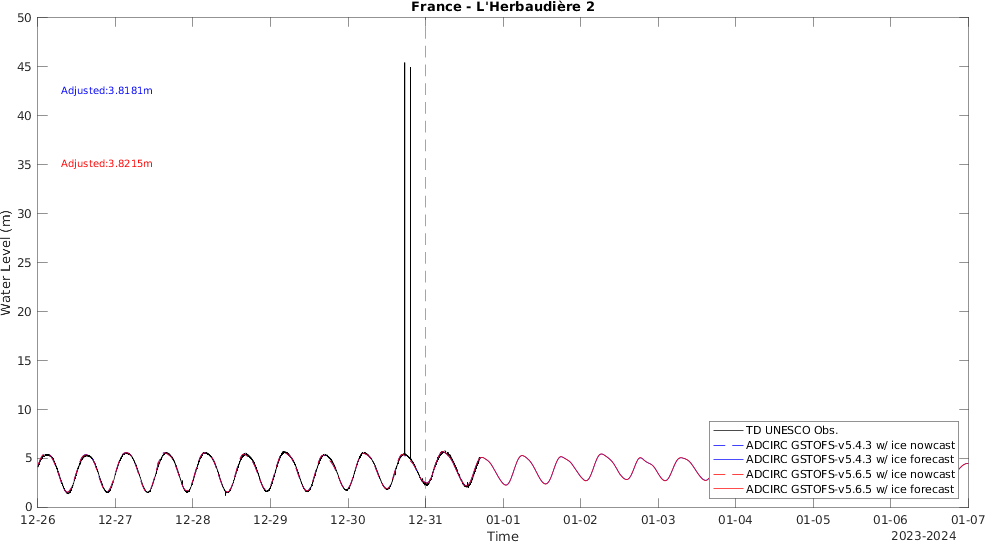 France - L'Herbaudière 2
50
45
40
35
30
25
20
15
10
5
0
Water Level (m)
Adjusted:3.8181m
Adjusted:3.8215m
TD UNESCO Obs.
ADCIRC GSTOFS-v5.4.3 w/ ice nowcast
ADCIRC GSTOFS-v5.4.3 w/ ice forecast
ADCIRC GSTOFS-v5.6.5 w/ ice nowcast
ADCIRC GSTOFS-v5.6.5 w/ ice forecast
12-26 12-27 12-28 12-29 12-30 12-31 01-01 01-02 01-03 01-04 01-05 01-06 01-07
Time
2023-2024